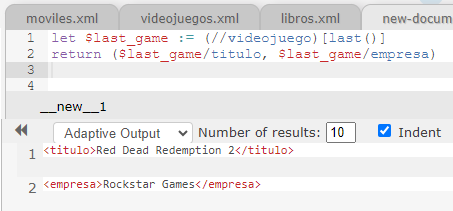 moviles.xml videojuegos.xml libros.xml new-docum
1 let $last_game := (//videojuego)[last()]
2 return ($last_game/titulo, $last_game/empresa)
3
4
__new__1
Adaptive Output Number of results: 10 Indent
1 <titulo>Red Dead Redemption 2</titulo>
2 <empresa>Rockstar Games</empresa>